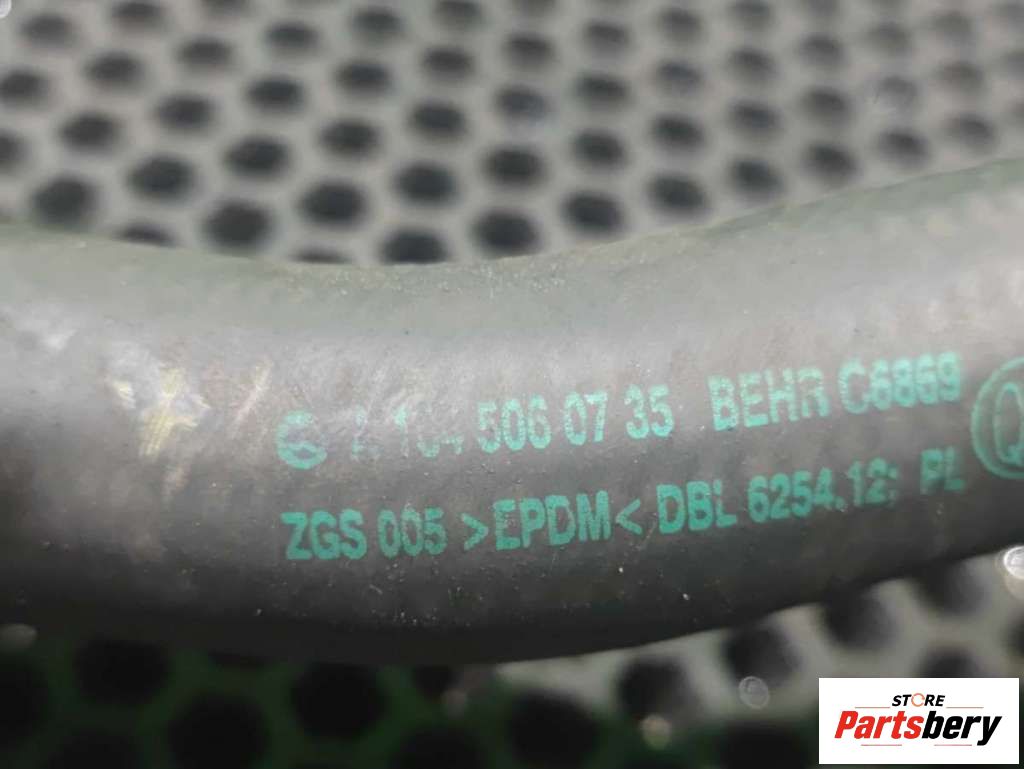 506 07 35 BEHR C6869
ZGS 005 >EPDM< DBL 6254.12: PL
Q
STORE
Partsbery